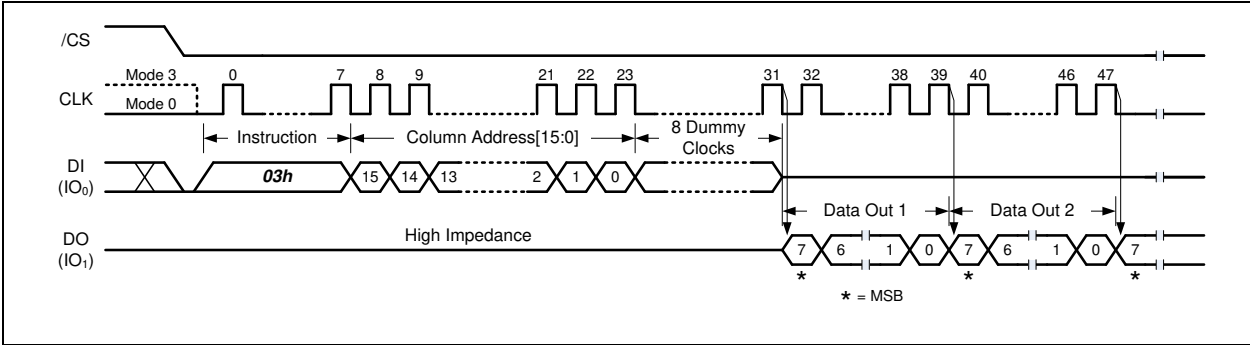 /CS
Mode 3 0 7 8 9 21 22 23 31 32 38 39 40 46 47
CLK
Mode 0
Instruction Column Address[15:0] 8 Dummy
Clocks
DI
(IO₀)
03h 15 14 13 2 1 0
Data Out 1 Data Out 2
DO
(IO₁)
High Impedance
7 6 1 0 7 6 1 0 7
* * *
* = MSB